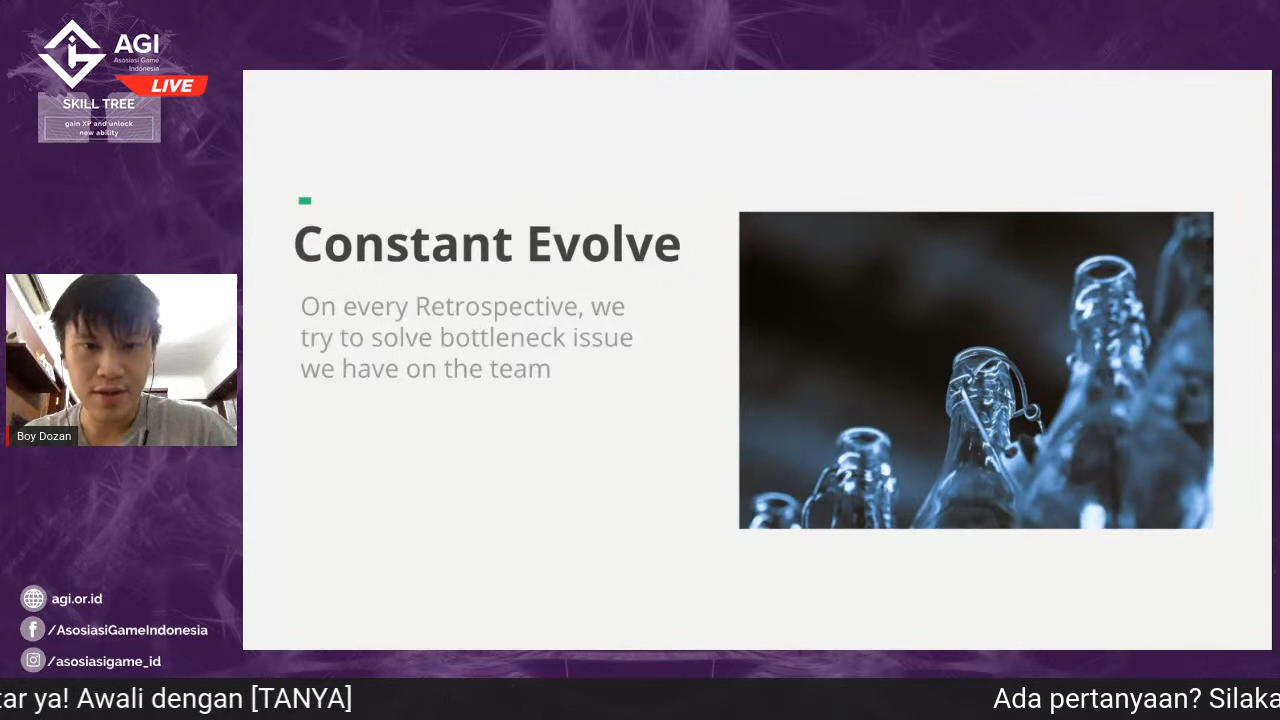 AGI
Asosiasi Game
Indonesia
LIVE
SKILL TREE
gain XP and unlock
new ability
Constant Evolve
On every Retrospective, we
try to solve bottleneck issue
we have on the team
Boy Dozan
agi.or.id
/AsosiasiGameIndonesia
/asosiasigame_id
tar ya! Awali dengan [TANYA]
Ada pertanyaan? Silaka